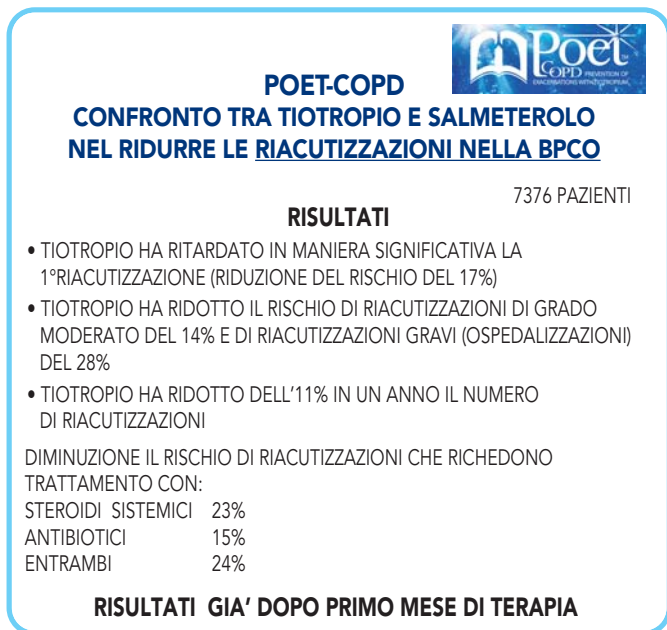 Poet
COPD PREVENTION OF
EXACERBATIONS WITH TIOTROPIUM
POET-COPD
CONFRONTO TRA TIOTROPIO E SALMETEROLO
NEL RIDURRE LE RIACUTIZZAZIONI NELLA BPCO
7376 PAZIENTI
RISULTATI
• TIOTROPIO HA RITARDATO IN MANIERA SIGNIFICATIVA LA
1°RIACUTIZZAZIONE (RIDUZIONE DEL RISCHIO DEL 17%)
• TIOTROPIO HA RIDOTTO IL RISCHIO DI RIACUTIZZAZIONI DI GRADO
MODERATO DEL 14% E DI RIACUTIZZAZIONI GRAVI (OSPEDALIZZAZIONI)
DEL 28%
• TIOTROPIO HA RIDOTTO DELL'11% IN UN ANNO IL NUMERO
DI RIACUTIZZAZIONI
DIMINUZIONE IL RISCHIO DI RIACUTIZZAZIONI CHE RICHEDONO
TRATTAMENTO CON:
STEROIDI SISTEMICI 23%
ANTIBIOTICI 15%
ENTRAMBI 24%
RISULTATI GIA' DOPO PRIMO MESE DI TERAPIA